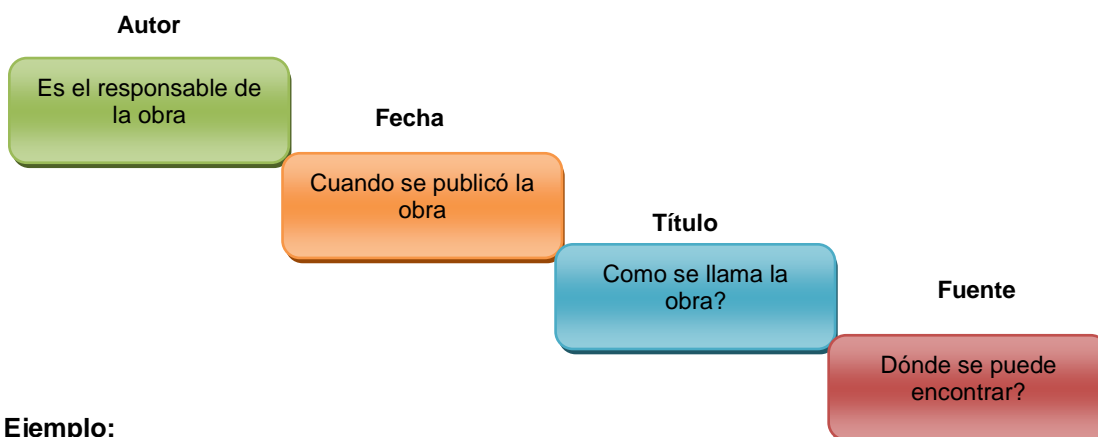 Autor
Es el responsable de
la obra
Fecha
Cuando se publicó la
obra
Título
Como se llama la
obra?
Fuente
Dónde se puede
encontrar?
Ejemplo: